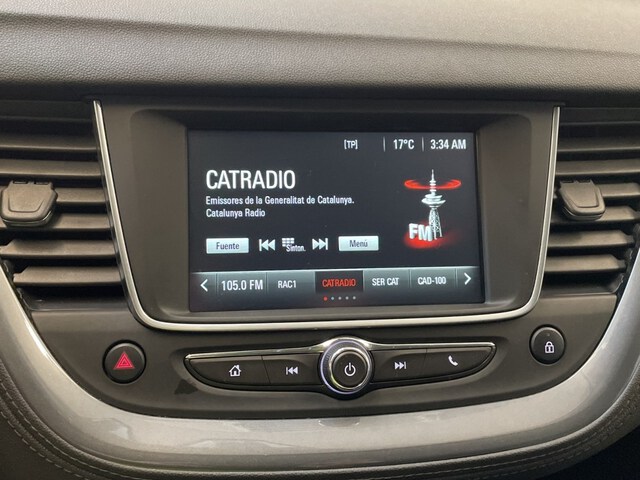 [TP] 17°C 3:34 AM
CATRADIO
Emissores de la Generalitat de Catalunya.
Catalunya Radio
FM
Fuente Sinton. Menú
105.0 FM RAC1 CATRADIO SER CAT CAD-100